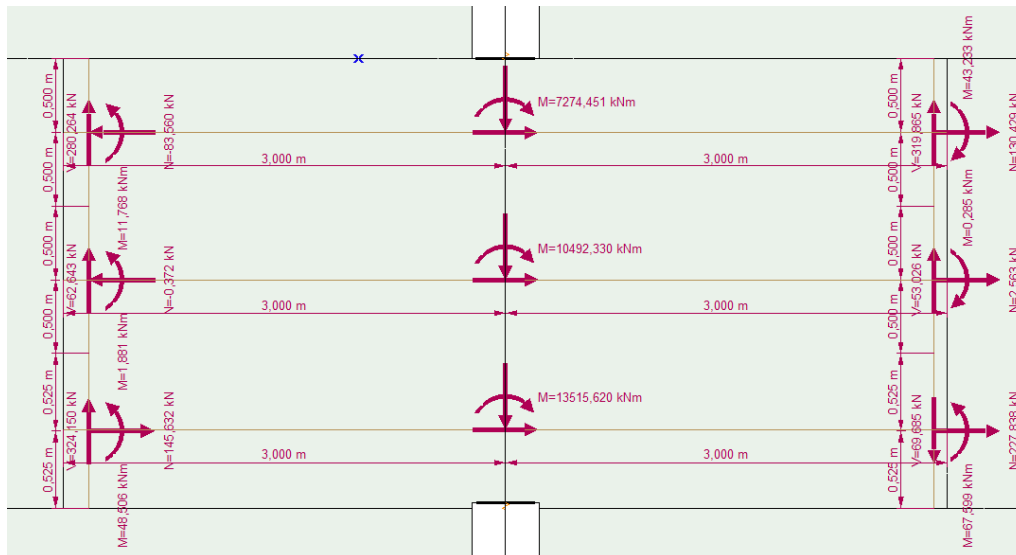 0,500 m
V=280,264 kN
M=11,768 kNm
N=-83,560 kN
M=7274,451 kNm
0,500 m
V=319,865 kN
M=43,233 kNm
N=130,429 kN
3,000 m
3,000 m
0,500 m
0,500 m
0,500 m
V=62,643 kN
M=1,881 kNm
N=-0,372 kN
M=10492,330 kNm
0,500 m
V=53,026 kN
M=0,285 kNm
N=2,563 kN
3,000 m
3,000 m
0,500 m
0,500 m
0,525 m
V=324,150 kN
M=48,506 kNm
N=145,632 kN
M=13515,620 kNm
0,525 m
V=69,685 kN
M=67,599 kNm
N=227,838 kN
3,000 m
3,000 m
0,525 m
0,525 m